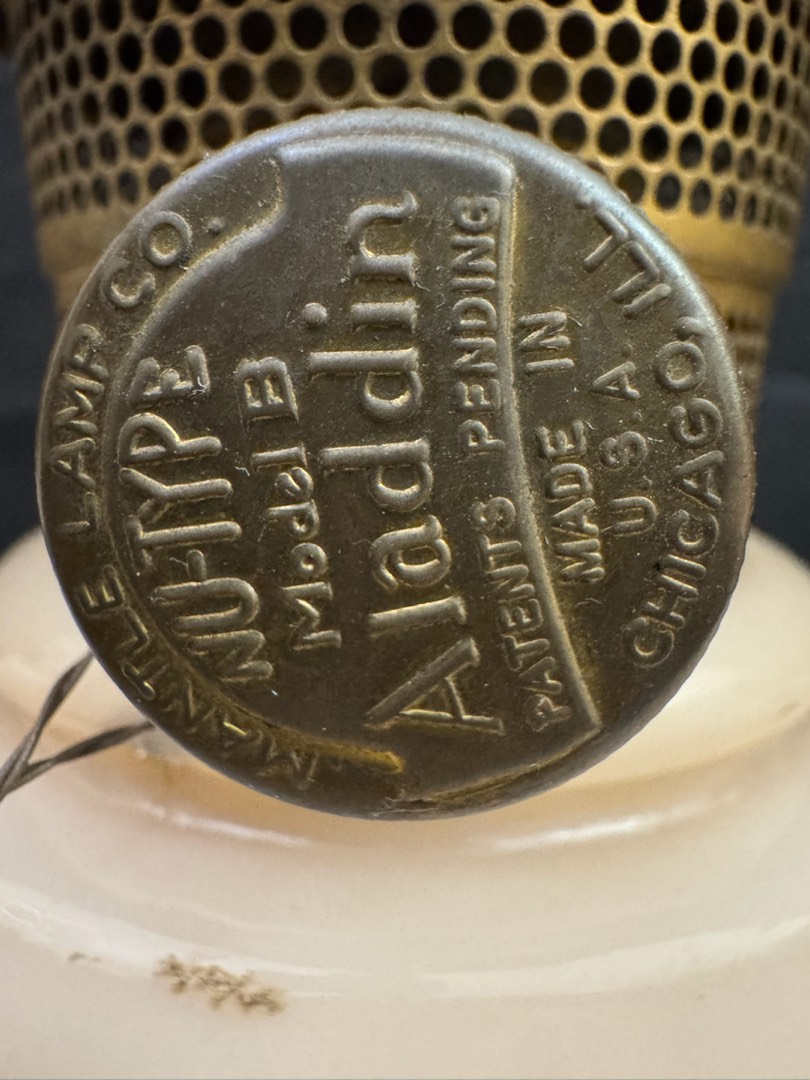 MANTLE LAMP CO.
NU-TYPE
Model B
Aladdin
PATENTS PENDING
MADE IN
U.S.A.
CHICAGO, ILL.